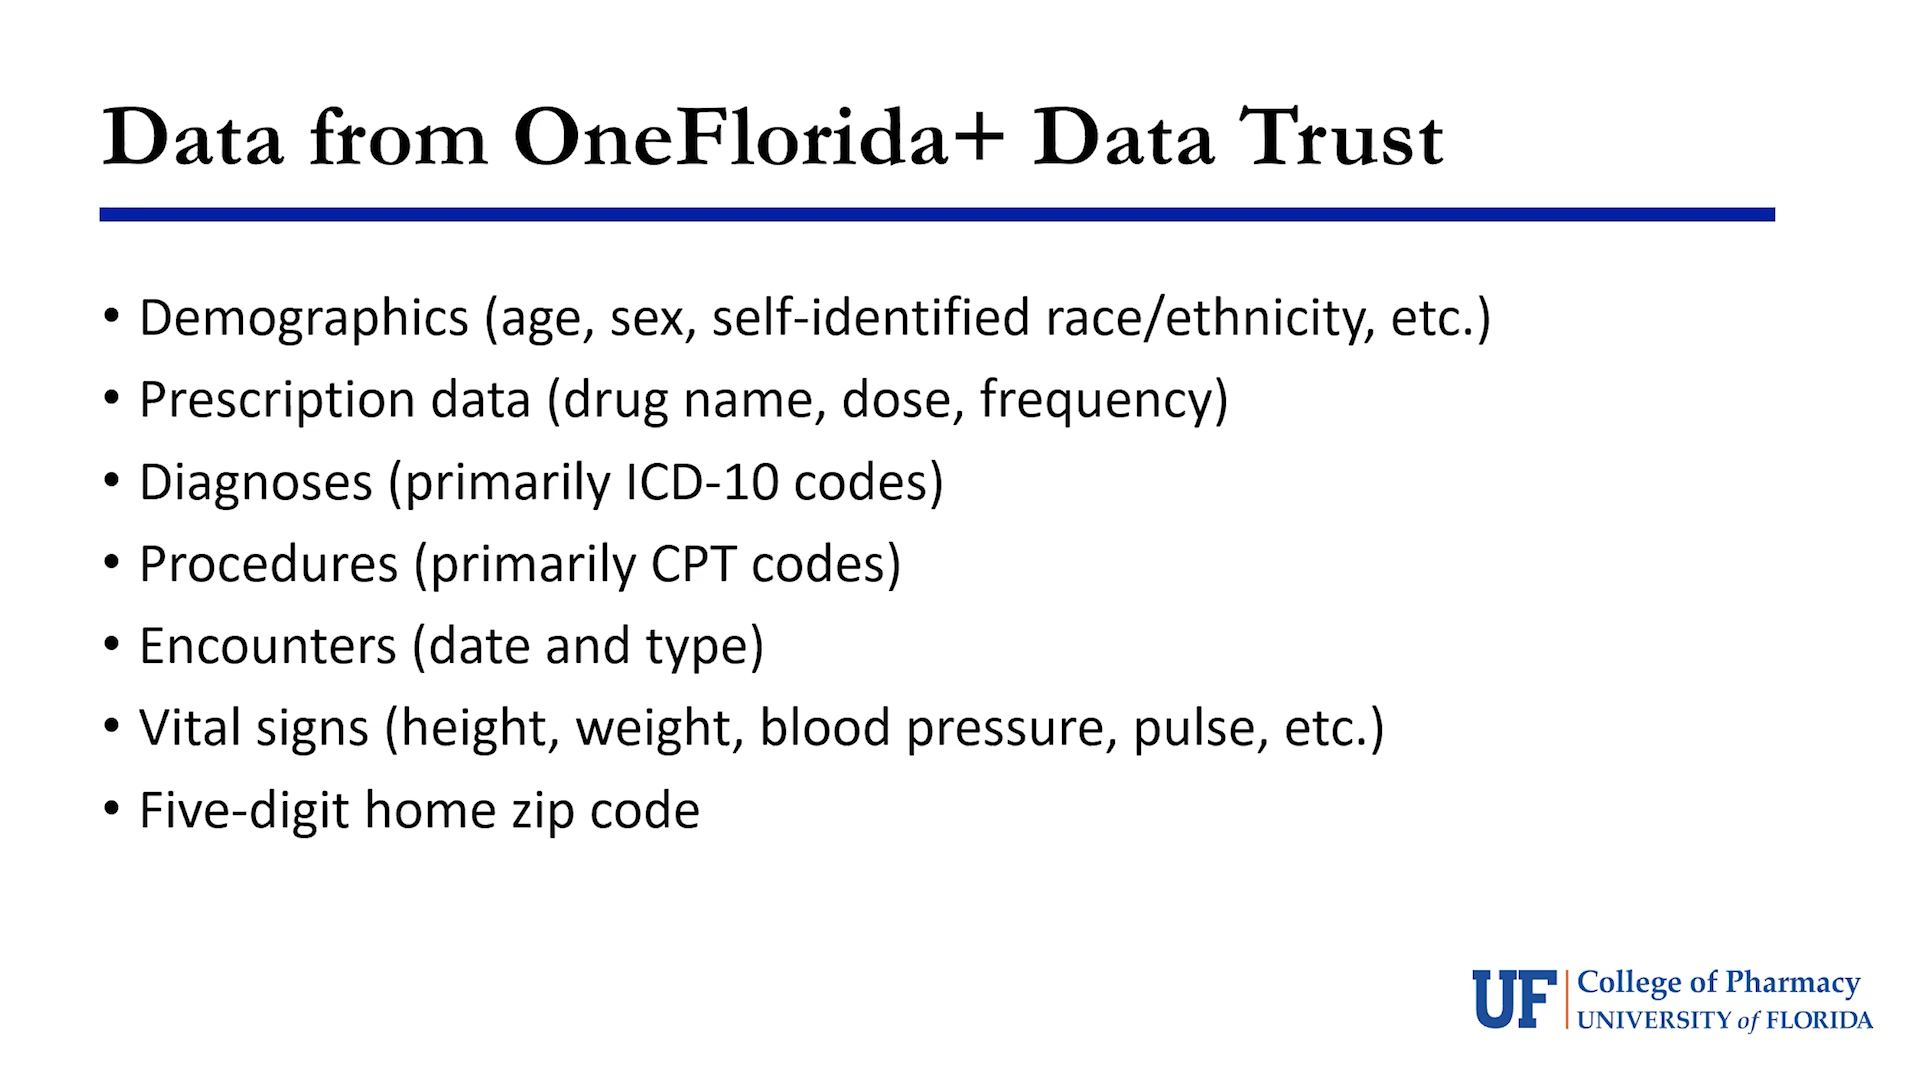 Data from OneFlorida+ Data Trust
• Demographics (age, sex, self-identified race/ethnicity, etc.)
• Prescription data (drug name, dose, frequency)
• Diagnoses (primarily ICD-10 codes)
• Procedures (primarily CPT codes)
• Encounters (date and type)
• Vital signs (height, weight, blood pressure, pulse, etc.)
• Five-digit home zip code
UF College of Pharmacy
UNIVERSITY of FLORIDA